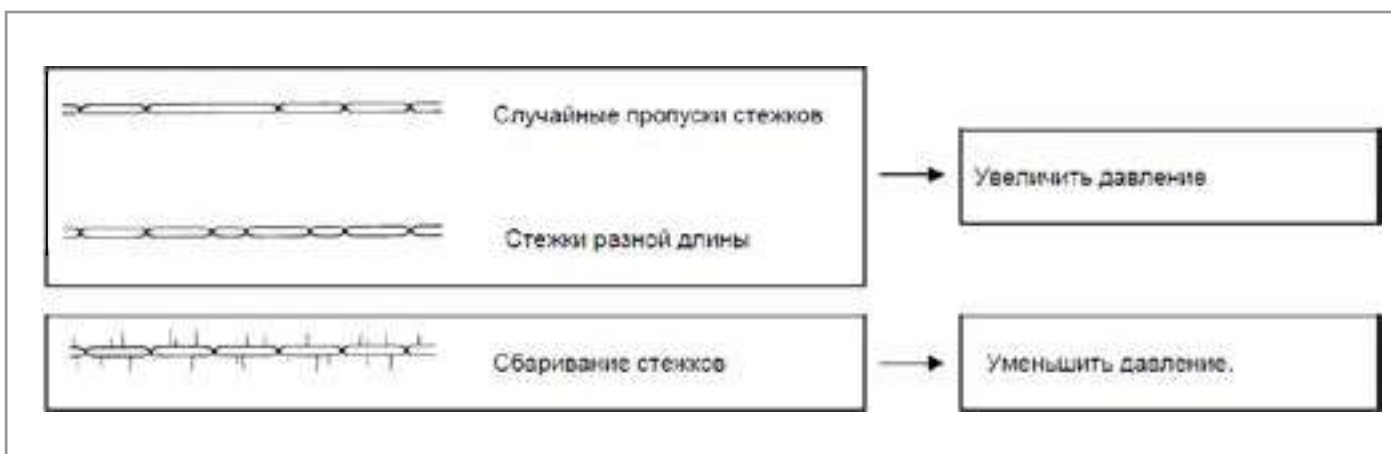 Случайные пропуски стежков
Увеличить давление
Стежки разной длины
Сбаривание стежков
Уменьшить давление.